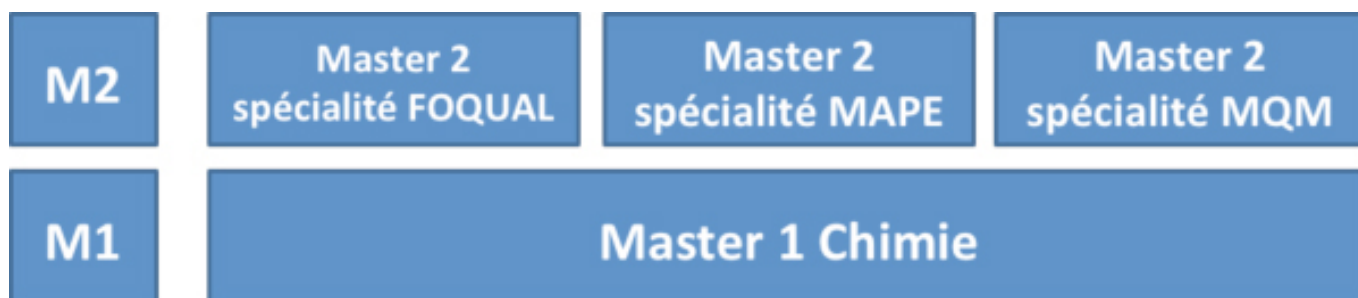 M2
Master 2
spécialité FOQUAL
Master 2
spécialité MAPE
Master 2
spécialité MQM
M1
Master 1 Chimie